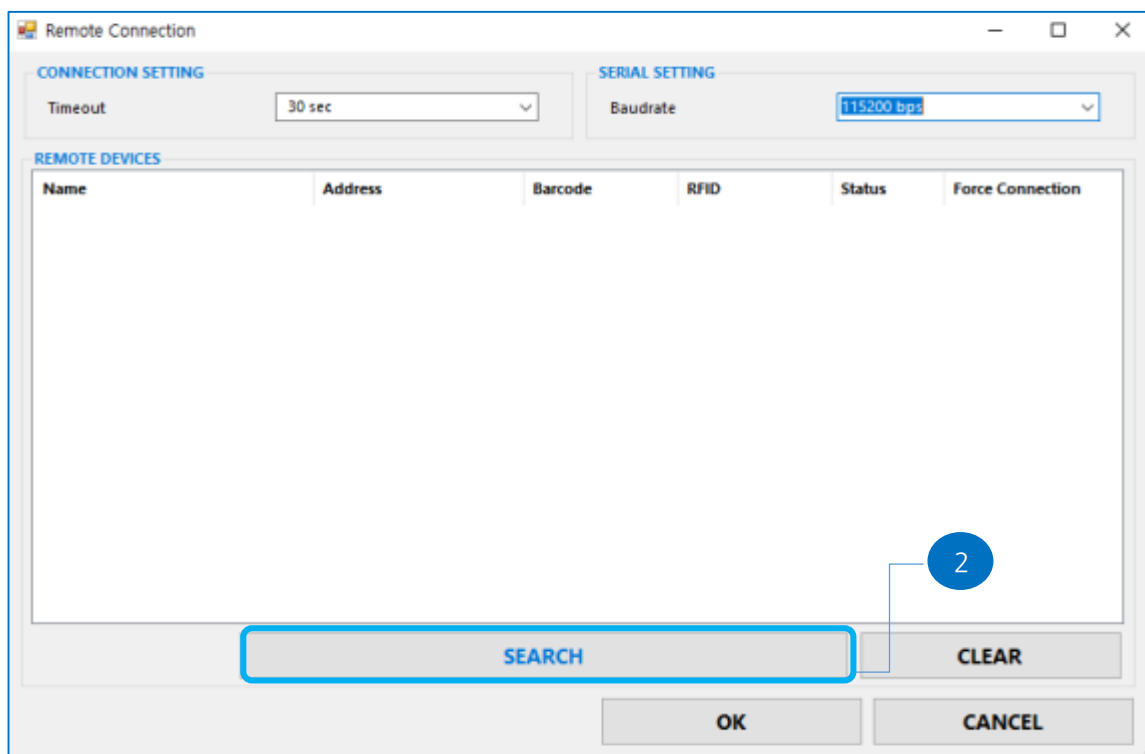 Remote Connection
CONNECTION SETTING
Timeout 30 sec
SERIAL SETTING
Baudrate 115200 bps
REMOTE DEVICES
Name Address Barcode RFID Status Force Connection
2
SEARCH CLEAR
OK CANCEL